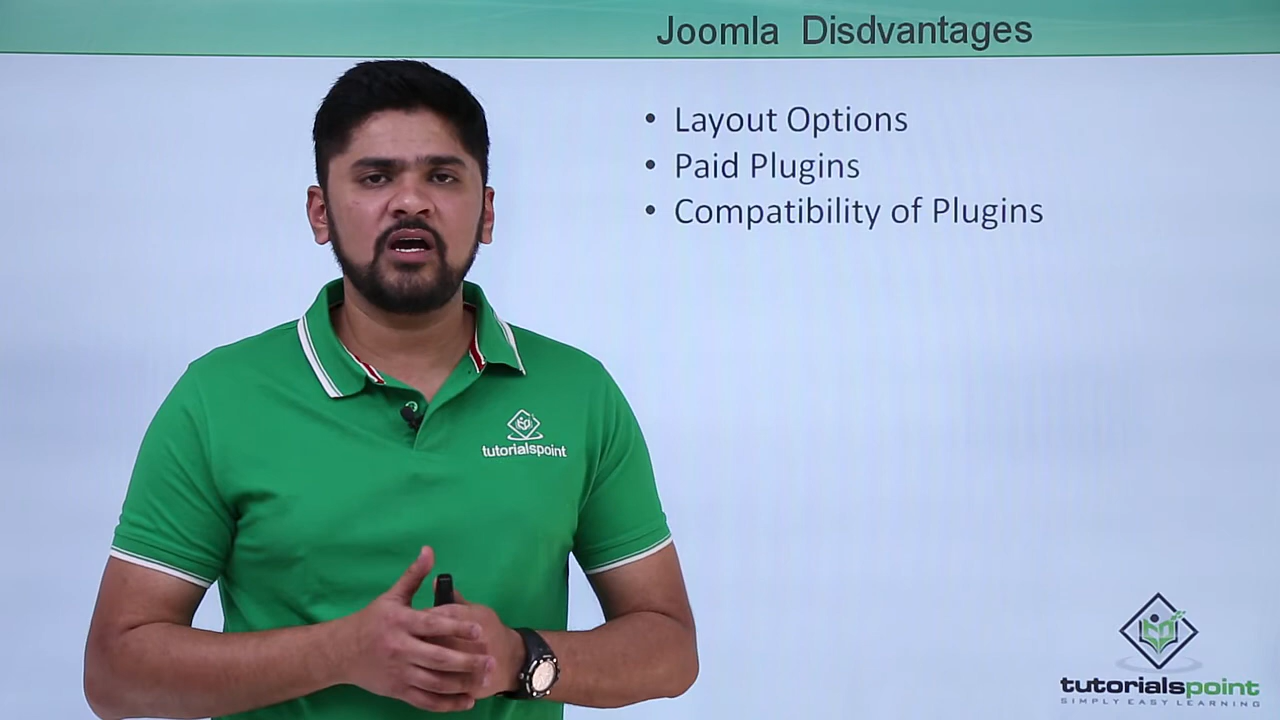 Joomla Disdvantages
• Layout Options
• Paid Plugins
• Compatibility of Plugins
tutorialspoint
tutorialspoint
SIMPLY EASY LEARNING